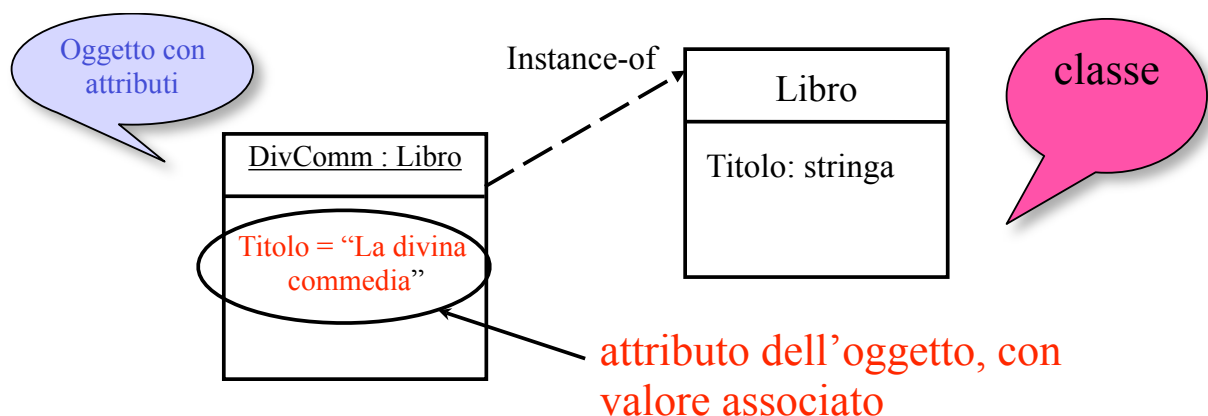 Oggetto con
attributi
Instance-of
Libro
classe
DivComm : Libro
Titolo: stringa
Titolo = “La divina
commedia”
attributo dell’oggetto, con
valore associato